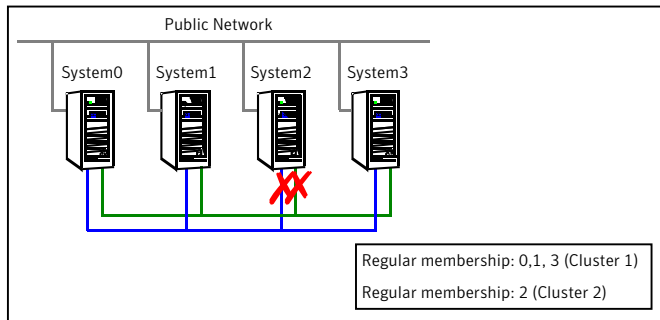 Public Network
System0 System1 System2 System3
Regular membership: 0,1, 3 (Cluster 1)
Regular membership: 2 (Cluster 2)